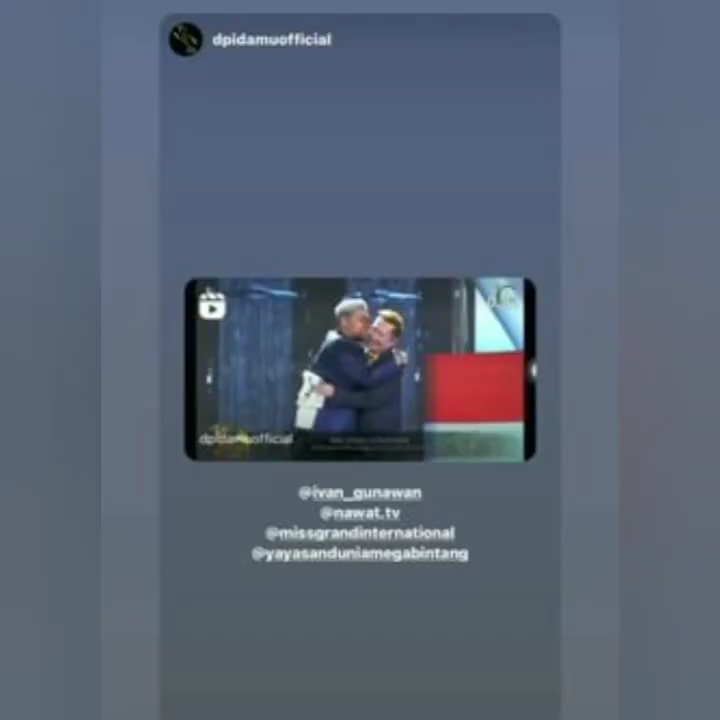 dpidamuofficial
dpidamuofficial
@ivan_gunawan
@nawat.tv
@missgrandinternational
@yayasanduniamegabintang